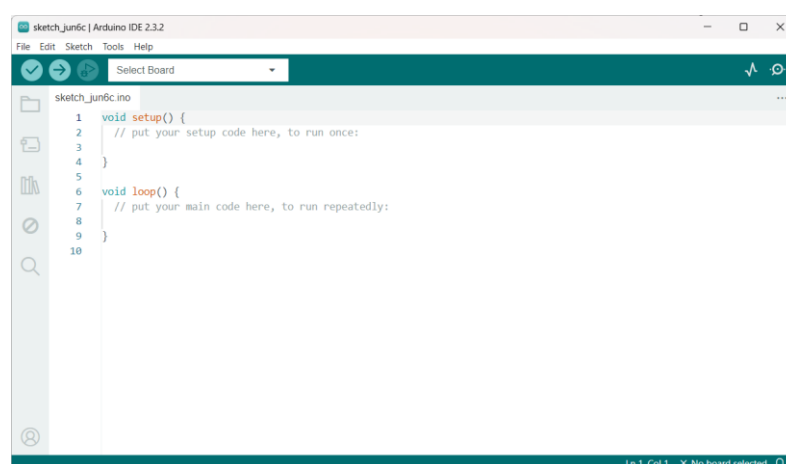 sketch_jun6c | Arduino IDE 2.3.2
File Edit Sketch Tools Help
Select Board
sketch_jun6c.ino
1 void setup() {
2 // put your setup code here, to run once:
3
4 }
5
6 void loop() {
7 // put your main code here, to run repeatedly:
8
9 }
10
Ln 1, Col 1 X No board selected